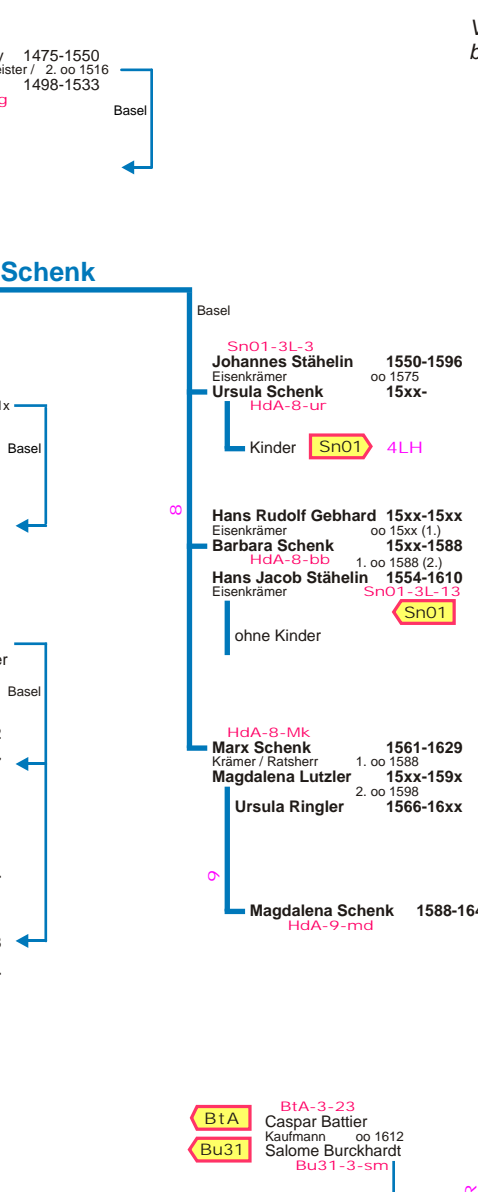 1475-1550
2. oo 1516
1498-1533
Basel
Schenk
Basel
Sn01-3L-3
Johannes Stähelin 1550-1596
Eisenkrämer oo 1575
Ursula Schenk 15xx-
HdA-8-ur
Basel
Kinder Sn01 4LH
8
Hans Rudolf Gebhard 15xx-15xx
Eisenkrämer oo 15xx (1.)
Barbara Schenk 15xx-1588
HdA-8-bb 1. oo 1588 (2.)
Hans Jacob Stähelin 1554-1610
Eisenkrämer Sn01-3L-13
Sn01
ohne Kinder
Basel
HdA-8-Mk
Marx Schenk 1561-1629
Krämer / Ratsherr 1. oo 1588
Magdalena Lutzler 15xx-159x
2. oo 1598
Ursula Ringler 1566-16xx
9
Magdalena Schenk 1588-164
HdA-9-md
BtA-3-23
BtA Caspar Battier
Kaufmann oo 1612
Bu31 Salome Burckhardt
Bu31-3-sm